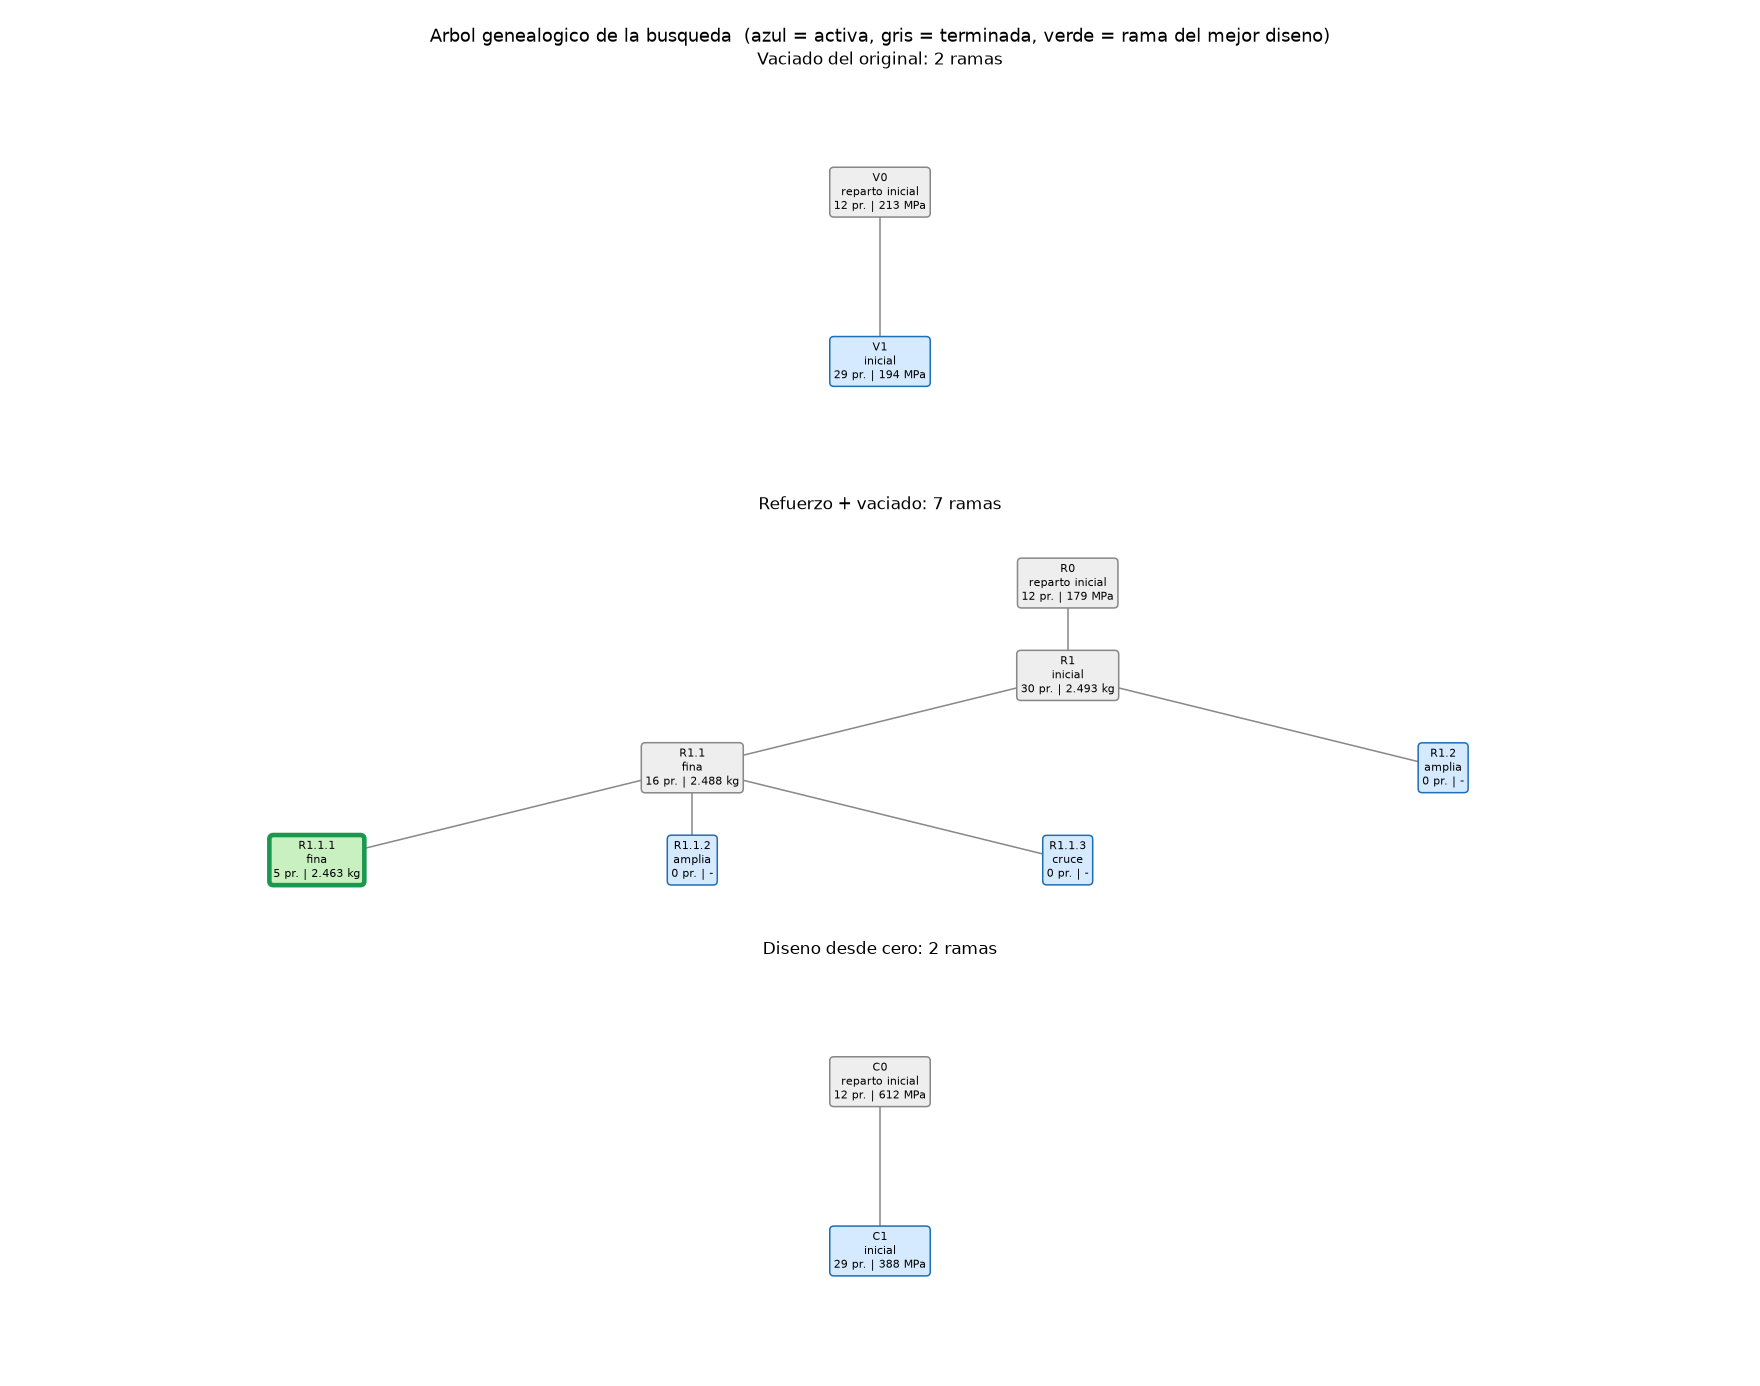 Arbol genealogico de la busqueda  (azul = activa, gris = terminada, verde = rama del mejor diseno)
Vaciado del original: 2 ramas
V0
reparto inicial
12 pr. | 213 MPa
V1
inicial
29 pr. | 194 MPa
Refuerzo + vaciado: 7 ramas
R0
reparto inicial
12 pr. | 179 MPa
R1
inicial
30 pr. | 2.493 kg
R1.1
fina
16 pr. | 2.488 kg
R1.2
amplia
0 pr. | -
R1.1.1
fina
5 pr. | 2.463 kg
R1.1.2
amplia
0 pr. | -
R1.1.3
cruce
0 pr. | -
Diseno desde cero: 2 ramas
C0
reparto inicial
12 pr. | 612 MPa
C1
inicial
29 pr. | 388 MPa